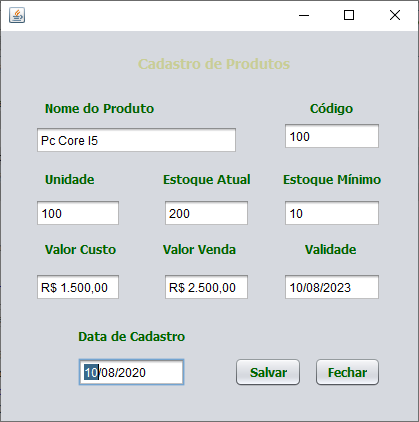 Cadastro de Produtos
Nome do Produto Código
Pc Core I5 100
Unidade Estoque Atual Estoque Mínimo
100 200 10
Valor Custo Valor Venda Validade
R$ 1.500,00 R$ 2.500,00 10/08/2023
Data de Cadastro
10/08/2020 Salvar Fechar